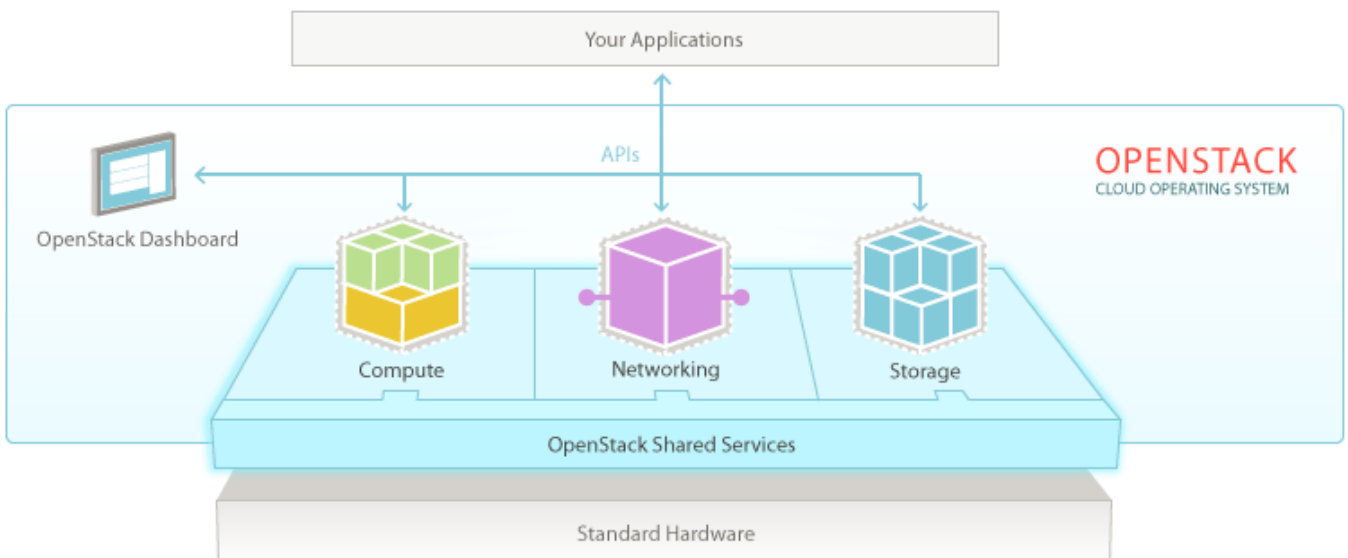 Your Applications
APIs
OPENSTACK
CLOUD OPERATING SYSTEM
OpenStack Dashboard
Compute
Networking
Storage
OpenStack Shared Services
Standard Hardware